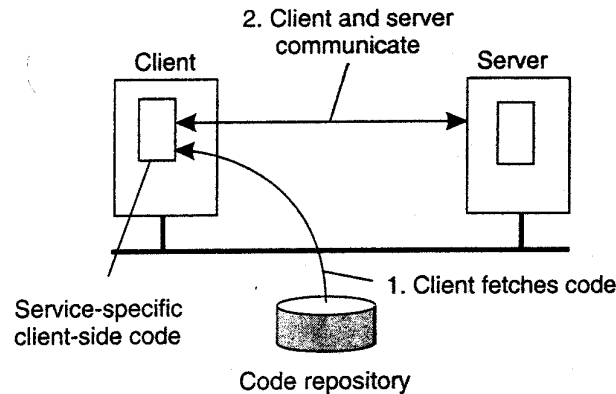 2. Client and server
communicate
Client
Server
1. Client fetches code
Service-specific
client-side code
Code repository